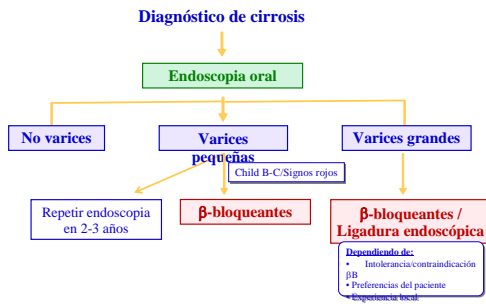 Diagnóstico de cirrosis
Endoscopia oral
No varices
Varices
pequeñas
Varices grandes
Child B-C/Signos rojos
Repetir endoscopia
en 2-3 años
β-bloqueantes
β-bloqueantes /
Ligadura endoscópica
Dependiendo de:
• Intolerancia/contraindicación
βB
• Preferencias del paciente
• Experiencia local